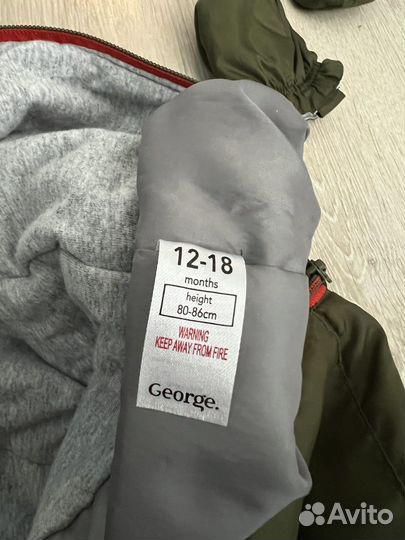 12-18
months
height
80-86cm
WARNING
KEEP AWAY FROM FIRE
George.
Avito